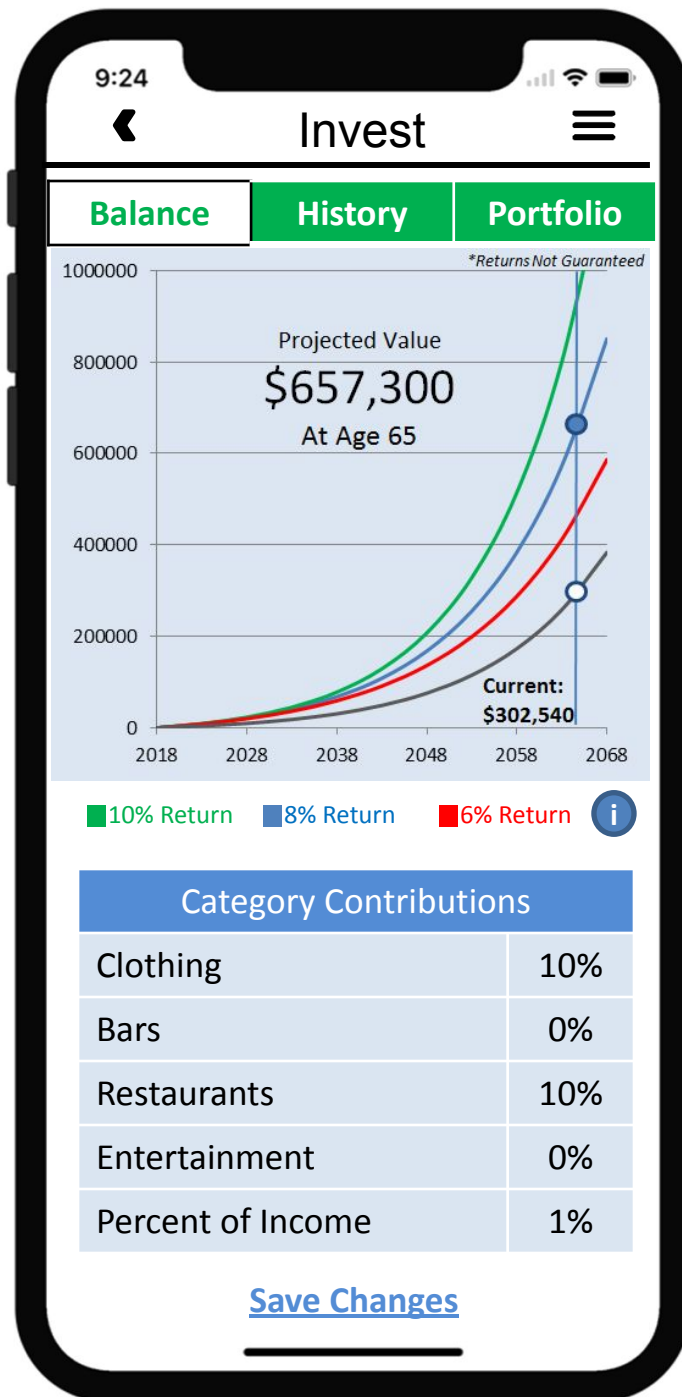 9:24
Invest
Balance History Portfolio
*Returns Not Guaranteed
1000000
Projected Value
800000
$657,300
At Age 65
600000
400000
200000
Current:
$302,540
0
2018 2028 2038 2048 2058 2068
10% Return 8% Return 6% Return i
Category Contributions
Clothing 10%
Bars 0%
Restaurants 10%
Entertainment 0%
Percent of Income 1%
Save Changes